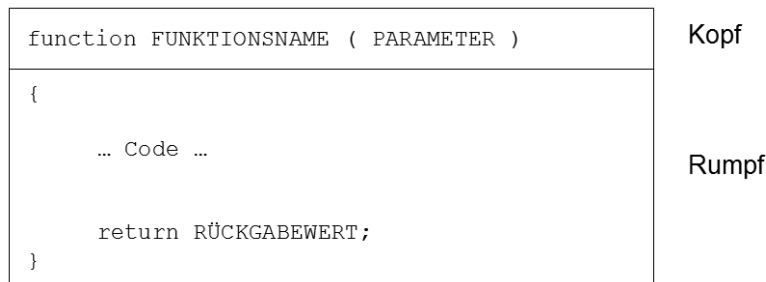 function FUNKTIONSNAME ( PARAMETER )
Kopf
{
… Code …
Rumpf
return RÜCKGABEWERT;
}